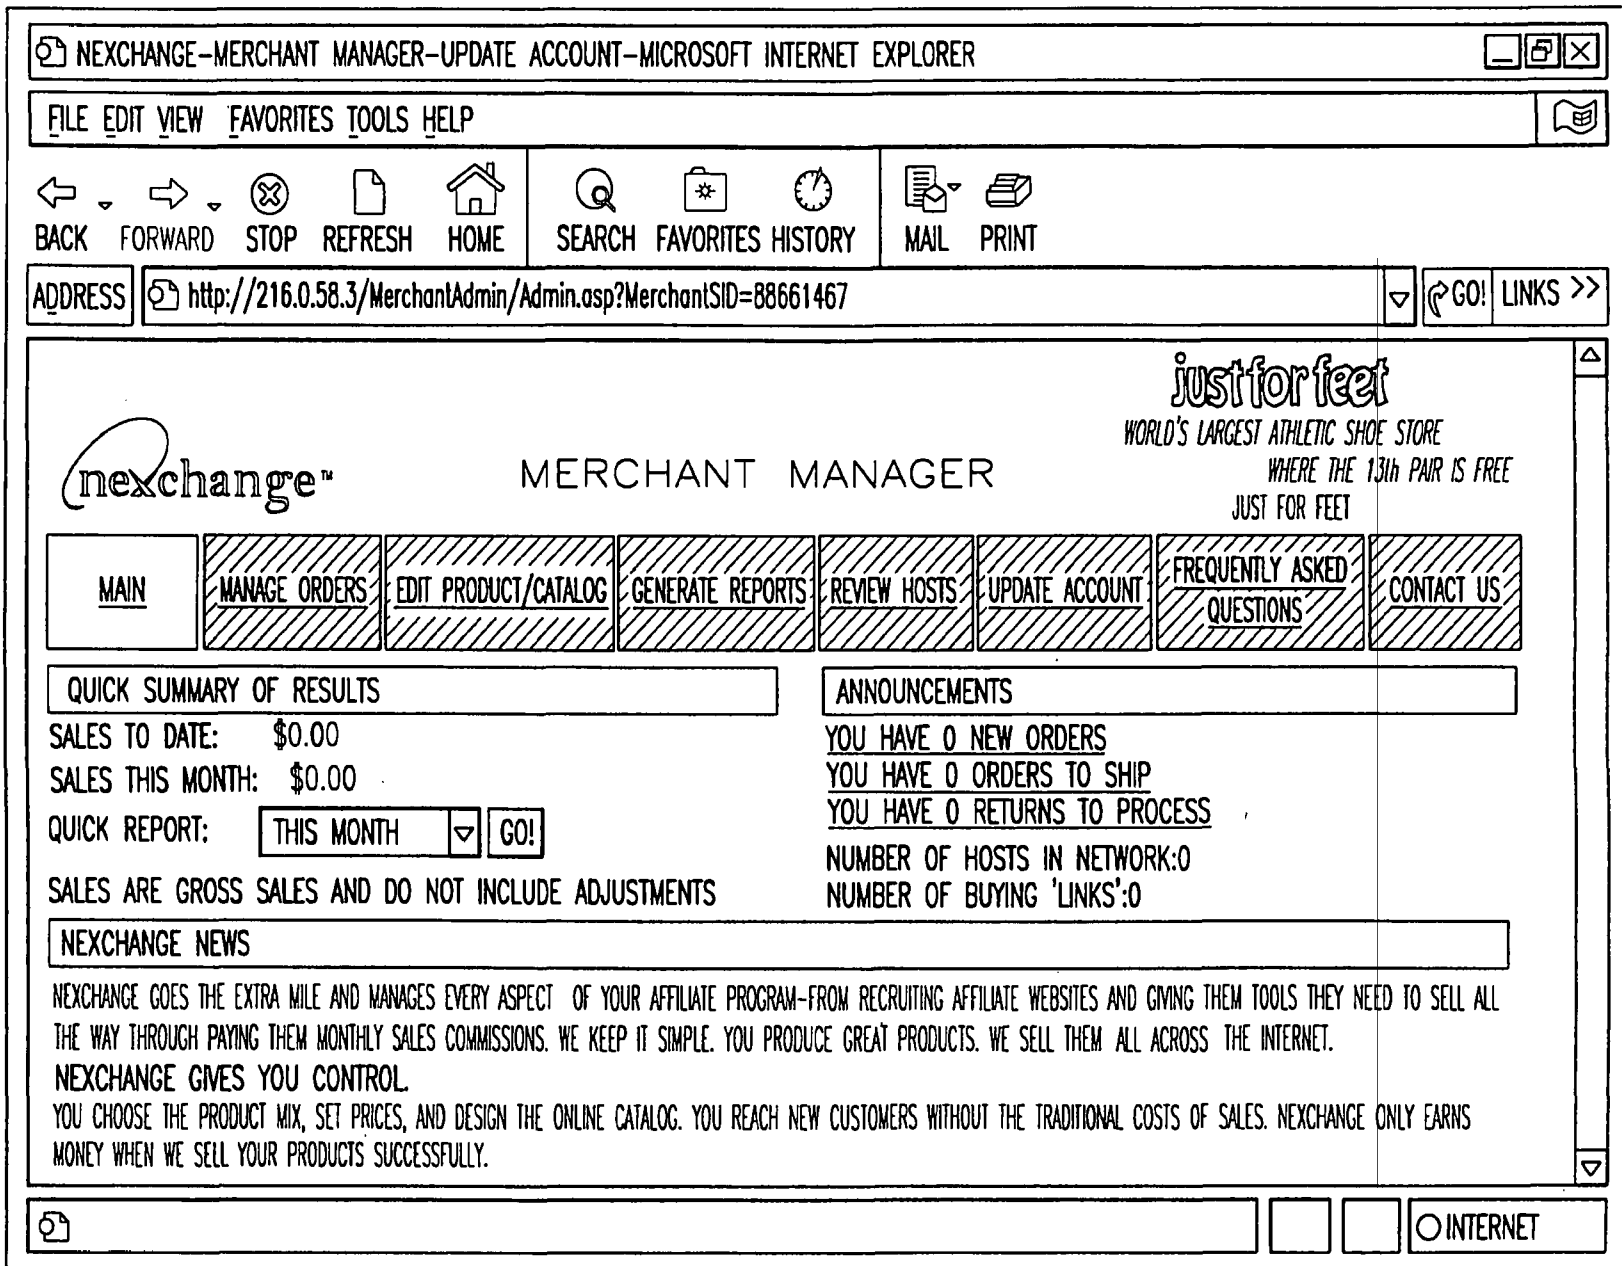 NEXCHANGE-MERCHANT MANAGER-UPDATE ACCOUNT-MICROSOFT INTERNET EXPLORER
FILE EDIT VIEW FAVORITES TOOLS HELP
BACK FORWARD STOP REFRESH HOME SEARCH FAVORITES HISTORY MAIL PRINT
ADDRESS http://216.0.58.3/MerchantAdmin/Admin.asp?MerchantSID=88661467 GO! LINKS >>
just for feet
WORLD'S LARGEST ATHLETIC SHOE STORE
WHERE THE 13th PAIR IS FREE
JUST FOR FEET
nexchange™ MERCHANT MANAGER
MAIN MANAGE ORDERS EDIT PRODUCT/CATALOG GENERATE REPORTS REVIEW HOSTS UPDATE ACCOUNT FREQUENTLY ASKED QUESTIONS CONTACT US
QUICK SUMMARY OF RESULTS
SALES TO DATE: $0.00
SALES THIS MONTH: $0.00
QUICK REPORT: THIS MONTH GO!
SALES ARE GROSS SALES AND DO NOT INCLUDE ADJUSTMENTS
ANNOUNCEMENTS
YOU HAVE 0 NEW ORDERS
YOU HAVE 0 ORDERS TO SHIP
YOU HAVE 0 RETURNS TO PROCESS
NUMBER OF HOSTS IN NETWORK:0
NUMBER OF BUYING 'LINKS':0
NEXCHANGE NEWS
NEXCHANGE GOES THE EXTRA MILE AND MANAGES EVERY ASPECT OF YOUR AFFILIATE PROGRAM-FROM RECRUITING AFFILIATE WEBSITES AND GIVING THEM TOOLS THEY NEED TO SELL ALL
THE WAY THROUGH PAYING THEM MONTHLY SALES COMMISSIONS. WE KEEP IT SIMPLE. YOU PRODUCE GREAT PRODUCTS. WE SELL THEM ALL ACROSS THE INTERNET.
NEXCHANGE GIVES YOU CONTROL.
YOU CHOOSE THE PRODUCT MIX, SET PRICES, AND DESIGN THE ONLINE CATALOG. YOU REACH NEW CUSTOMERS WITHOUT THE TRADITIONAL COSTS OF SALES. NEXCHANGE ONLY EARNS
MONEY WHEN WE SELL YOUR PRODUCTS SUCCESSFULLY.
INTERNET